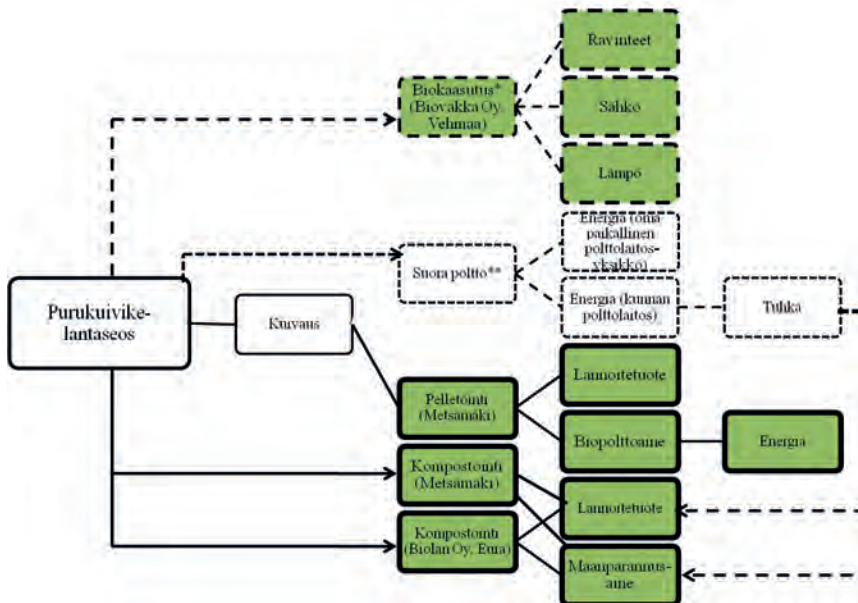 Ravinteet
Biokaasutus*
(Biovakka Oy,
Vehmaa)
Sähkö
Lämpö
Energia (oma
paikallinen
polttolaitos-
yksikkö)
Suora poltto**
Energia (kunnan
polttolaitos)
Tuhka
Purukuivike-
lantaseos
Kuivaus
Lannoitetuote
Pelletöinti
(Metsämäki)
Biopolttoaine
Energia
Kompostointi
(Metsämäki)
Lannoitetuote
Kompostointi
(Biolan Oy, Eura)
Maanparannus-
aine